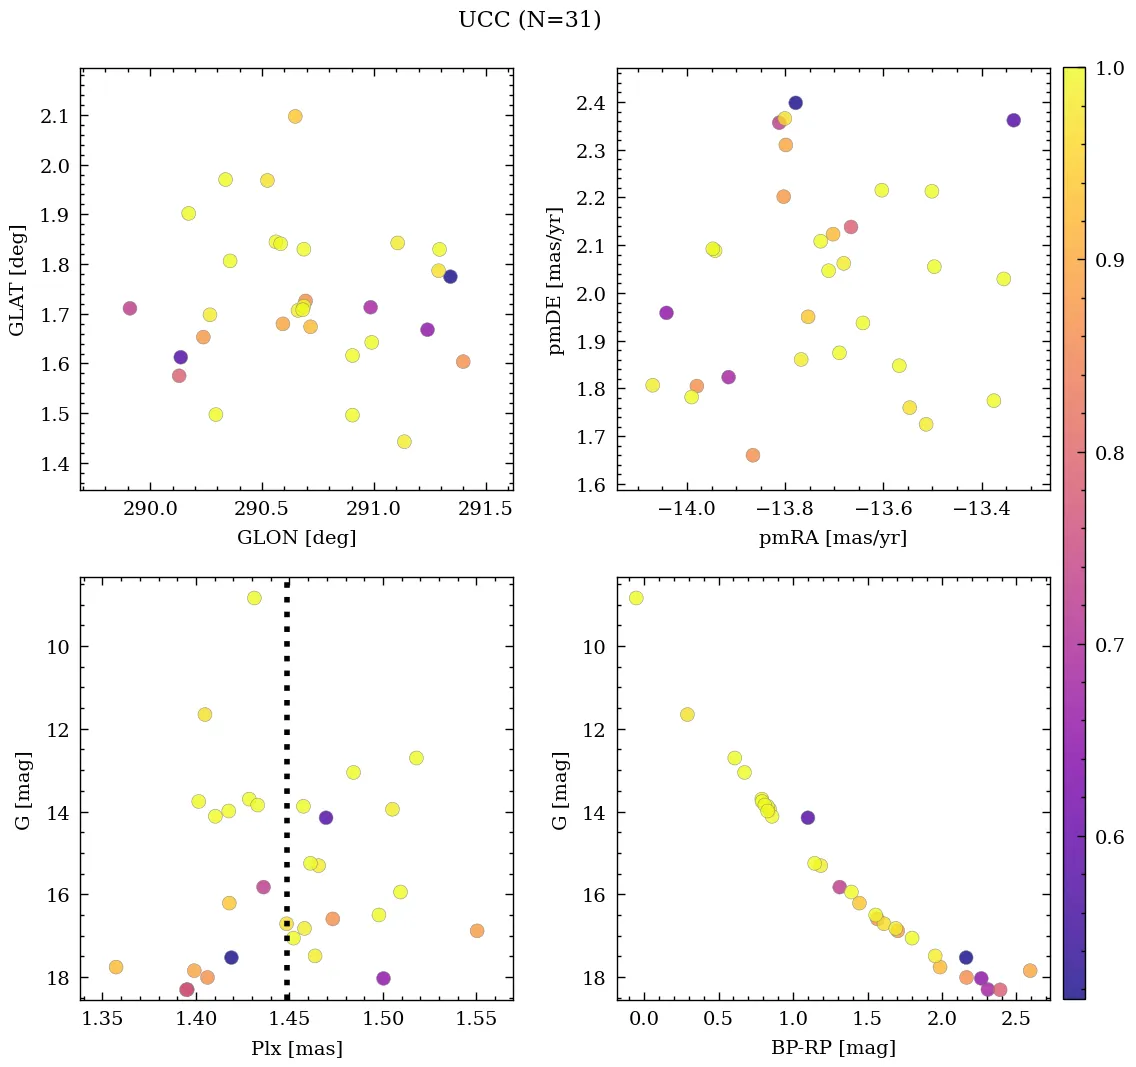 UCC (N=31)
2.1
2.0
1.9
1.8
1.7
1.6
1.5
1.4
GLAT [deg]
290.0 290.5 291.0 291.5
GLON [deg]
2.4
2.3
2.2
2.1
2.0
1.9
1.8
1.7
1.6
pmDE [mas/yr]
−14.0 −13.8 −13.6 −13.4
pmRA [mas/yr]
10
12
14
16
18
G [mag]
1.35 1.40 1.45 1.50 1.55
Plx [mas]
10
12
14
16
18
G [mag]
0.0 0.5 1.0 1.5 2.0 2.5
BP-RP [mag]
1.0
0.9
0.8
0.7
0.6